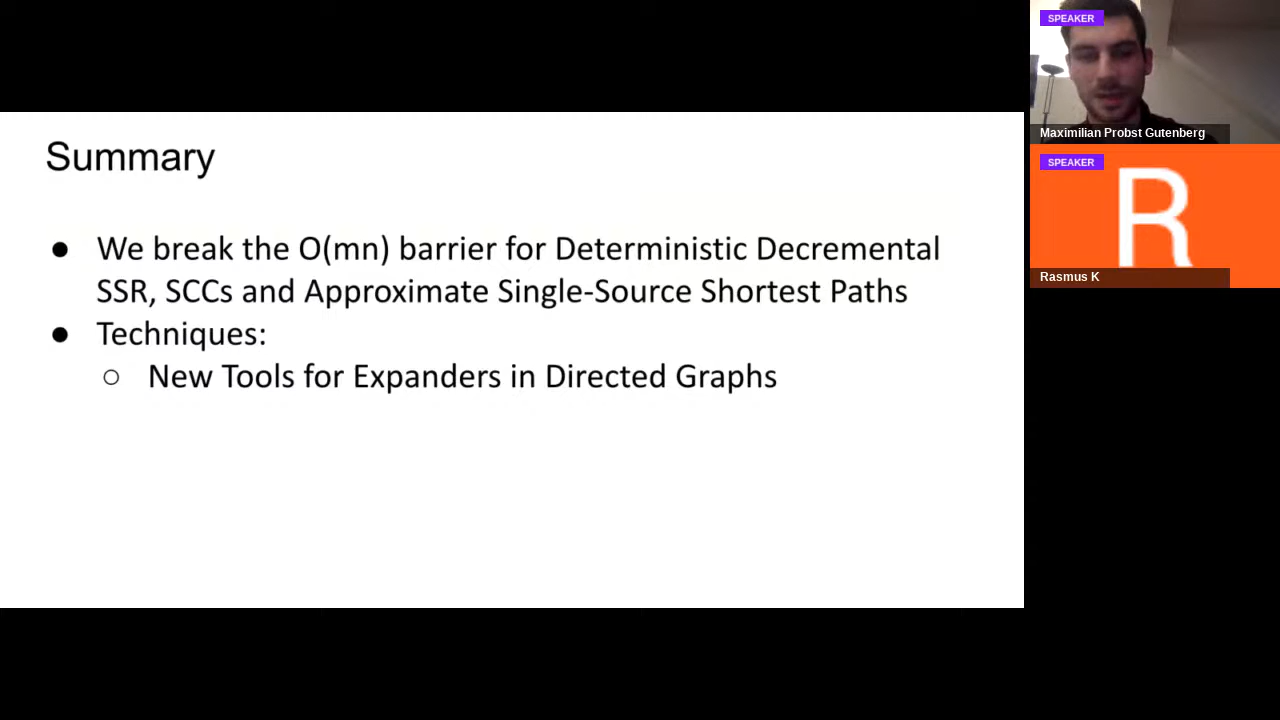 Summary
● We break the O(mn) barrier for Deterministic Decremental
SSR, SCCs and Approximate Single-Source Shortest Paths
● Techniques:
○ New Tools for Expanders in Directed Graphs
SPEAKER
Maximilian Probst Gutenberg
SPEAKER
R
Rasmus K